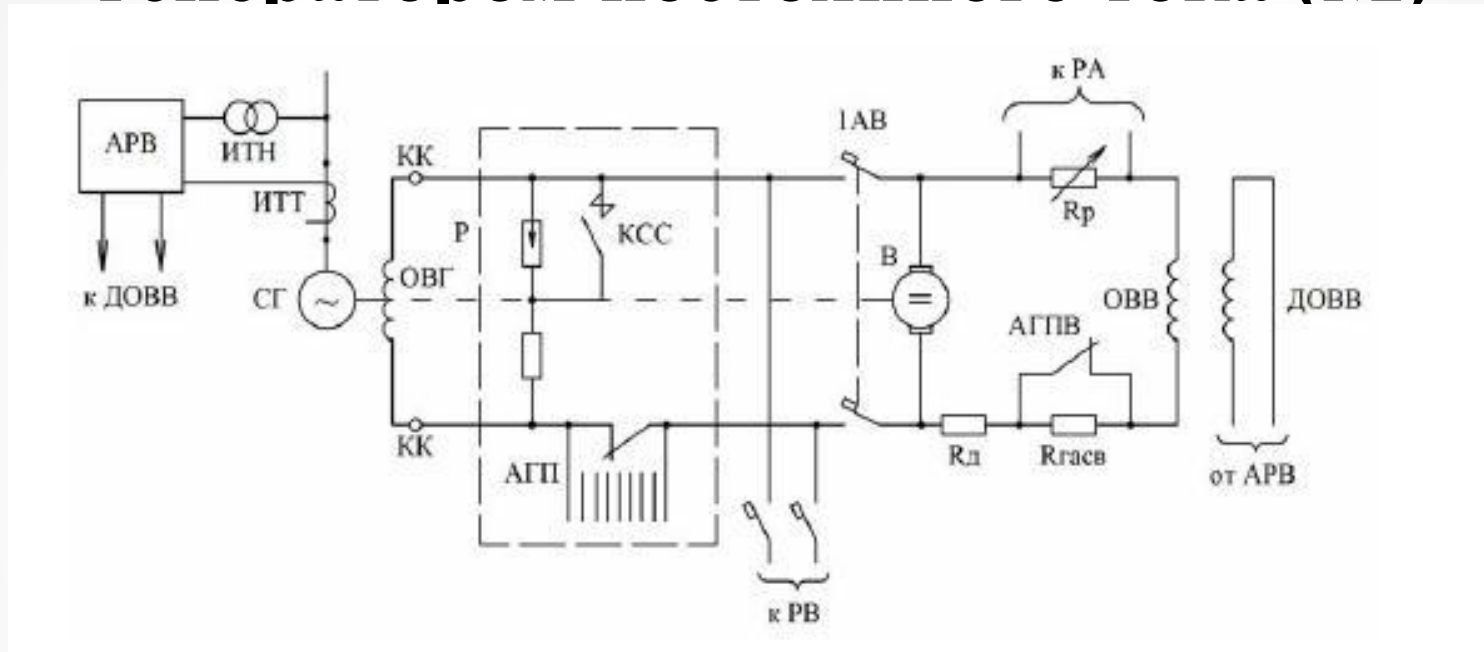 к РА
1АВ
АРВ
ИТН
КК
ИТТ
Rр
Р
КСС
В
к ДОВВ
СГ
~
ОВГ
=
ОВВ
ДОВВ
АГПВ
КК
АГП
Rд
Rгасв
от АРВ
к РВ